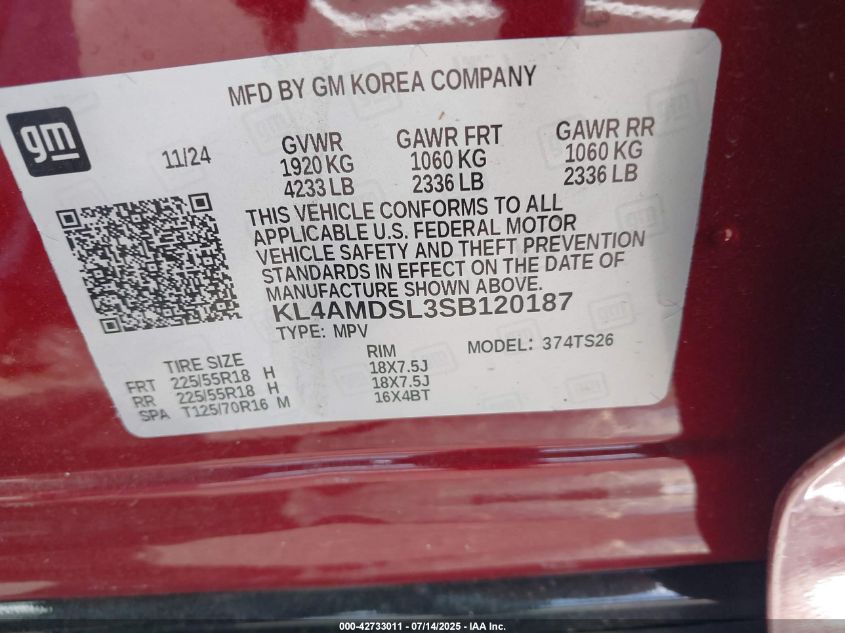 MFD BY GM KOREA COMPANY
gm
11/24
GVWR GAWR FRT GAWR RR
1920 KG 1060 KG 1060 KG
4233 LB 2336 LB 2336 LB
THIS VEHICLE CONFORMS TO ALL
APPLICABLE U.S. FEDERAL MOTOR
VEHICLE SAFETY AND THEFT PREVENTION
STANDARDS IN EFFECT ON THE DATE OF
MANUFACTURE SHOWN ABOVE.
KL4AMDSL3SB120187
TYPE: MPV MODEL: 374TS26
TIRE SIZE RIM
FRT 225/55R18 H 18X7.5J
RR 225/55R18 H 18X7.5J
SPA T125/70R16 M 16X4BT
000-42733011 - 07/14/2025 - IAA Inc.